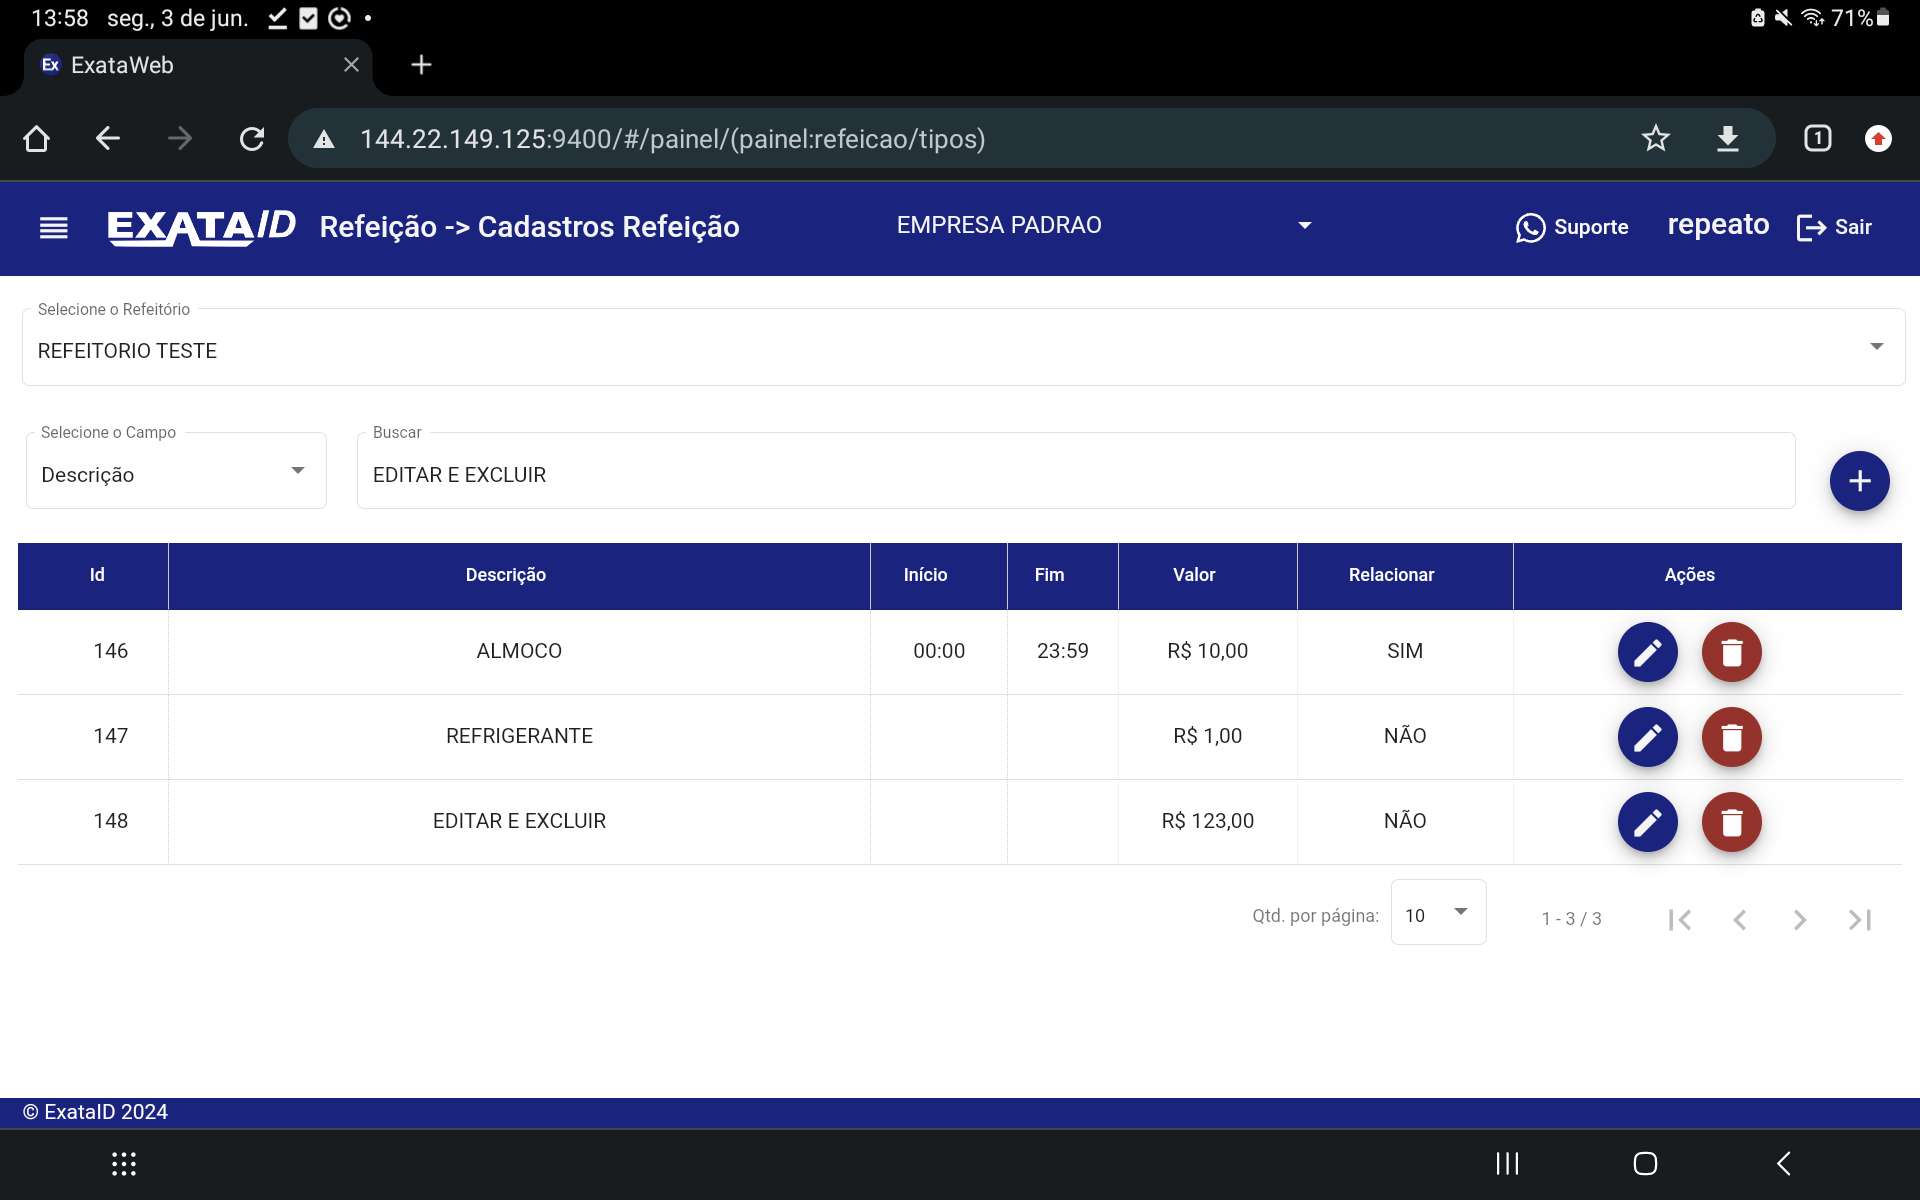 13:58 seg., 3 de jun. 71%
Ex ExataWeb
144.22.149.125:9400/#/painel/(painel:refeicao/tipos) 1
EXATAID Refeição -> Cadastros Refeição EMPRESA PADRAO Suporte repeato Sair
Selecione o Refeitório
REFEITORIO TESTE
Selecione o Campo Buscar
Descrição EDITAR E EXCLUIR
Id Descrição Início Fim Valor Relacionar Ações
146 ALMOCO 00:00 23:59 R$ 10,00 SIM
147 REFRIGERANTE R$ 1,00 NÃO
148 EDITAR E EXCLUIR R$ 123,00 NÃO
Qtd. por página: 10 1 - 3 / 3
© ExataID 2024